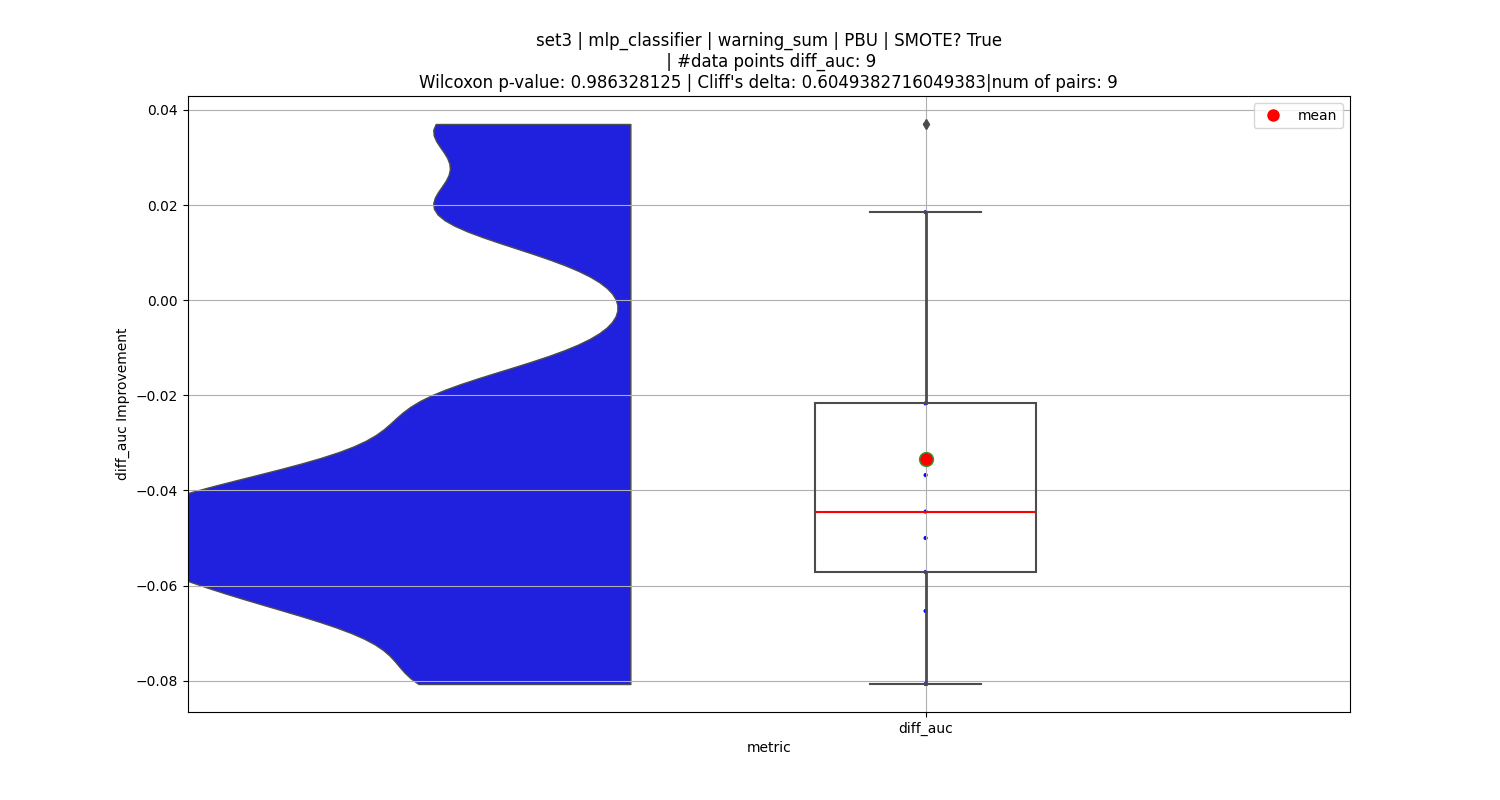 set3 | mlp_classifier | warning_sum | PBU | SMOTE? True
| #data points diff_auc: 9
Wilcoxon p-value: 0.986328125 | Cliff's delta: 0.6049382716049383|num of pairs: 9
mean
0.04
0.02
0.00
−0.02
−0.04
−0.06
−0.08
diff_auc Improvement
diff_auc
metric